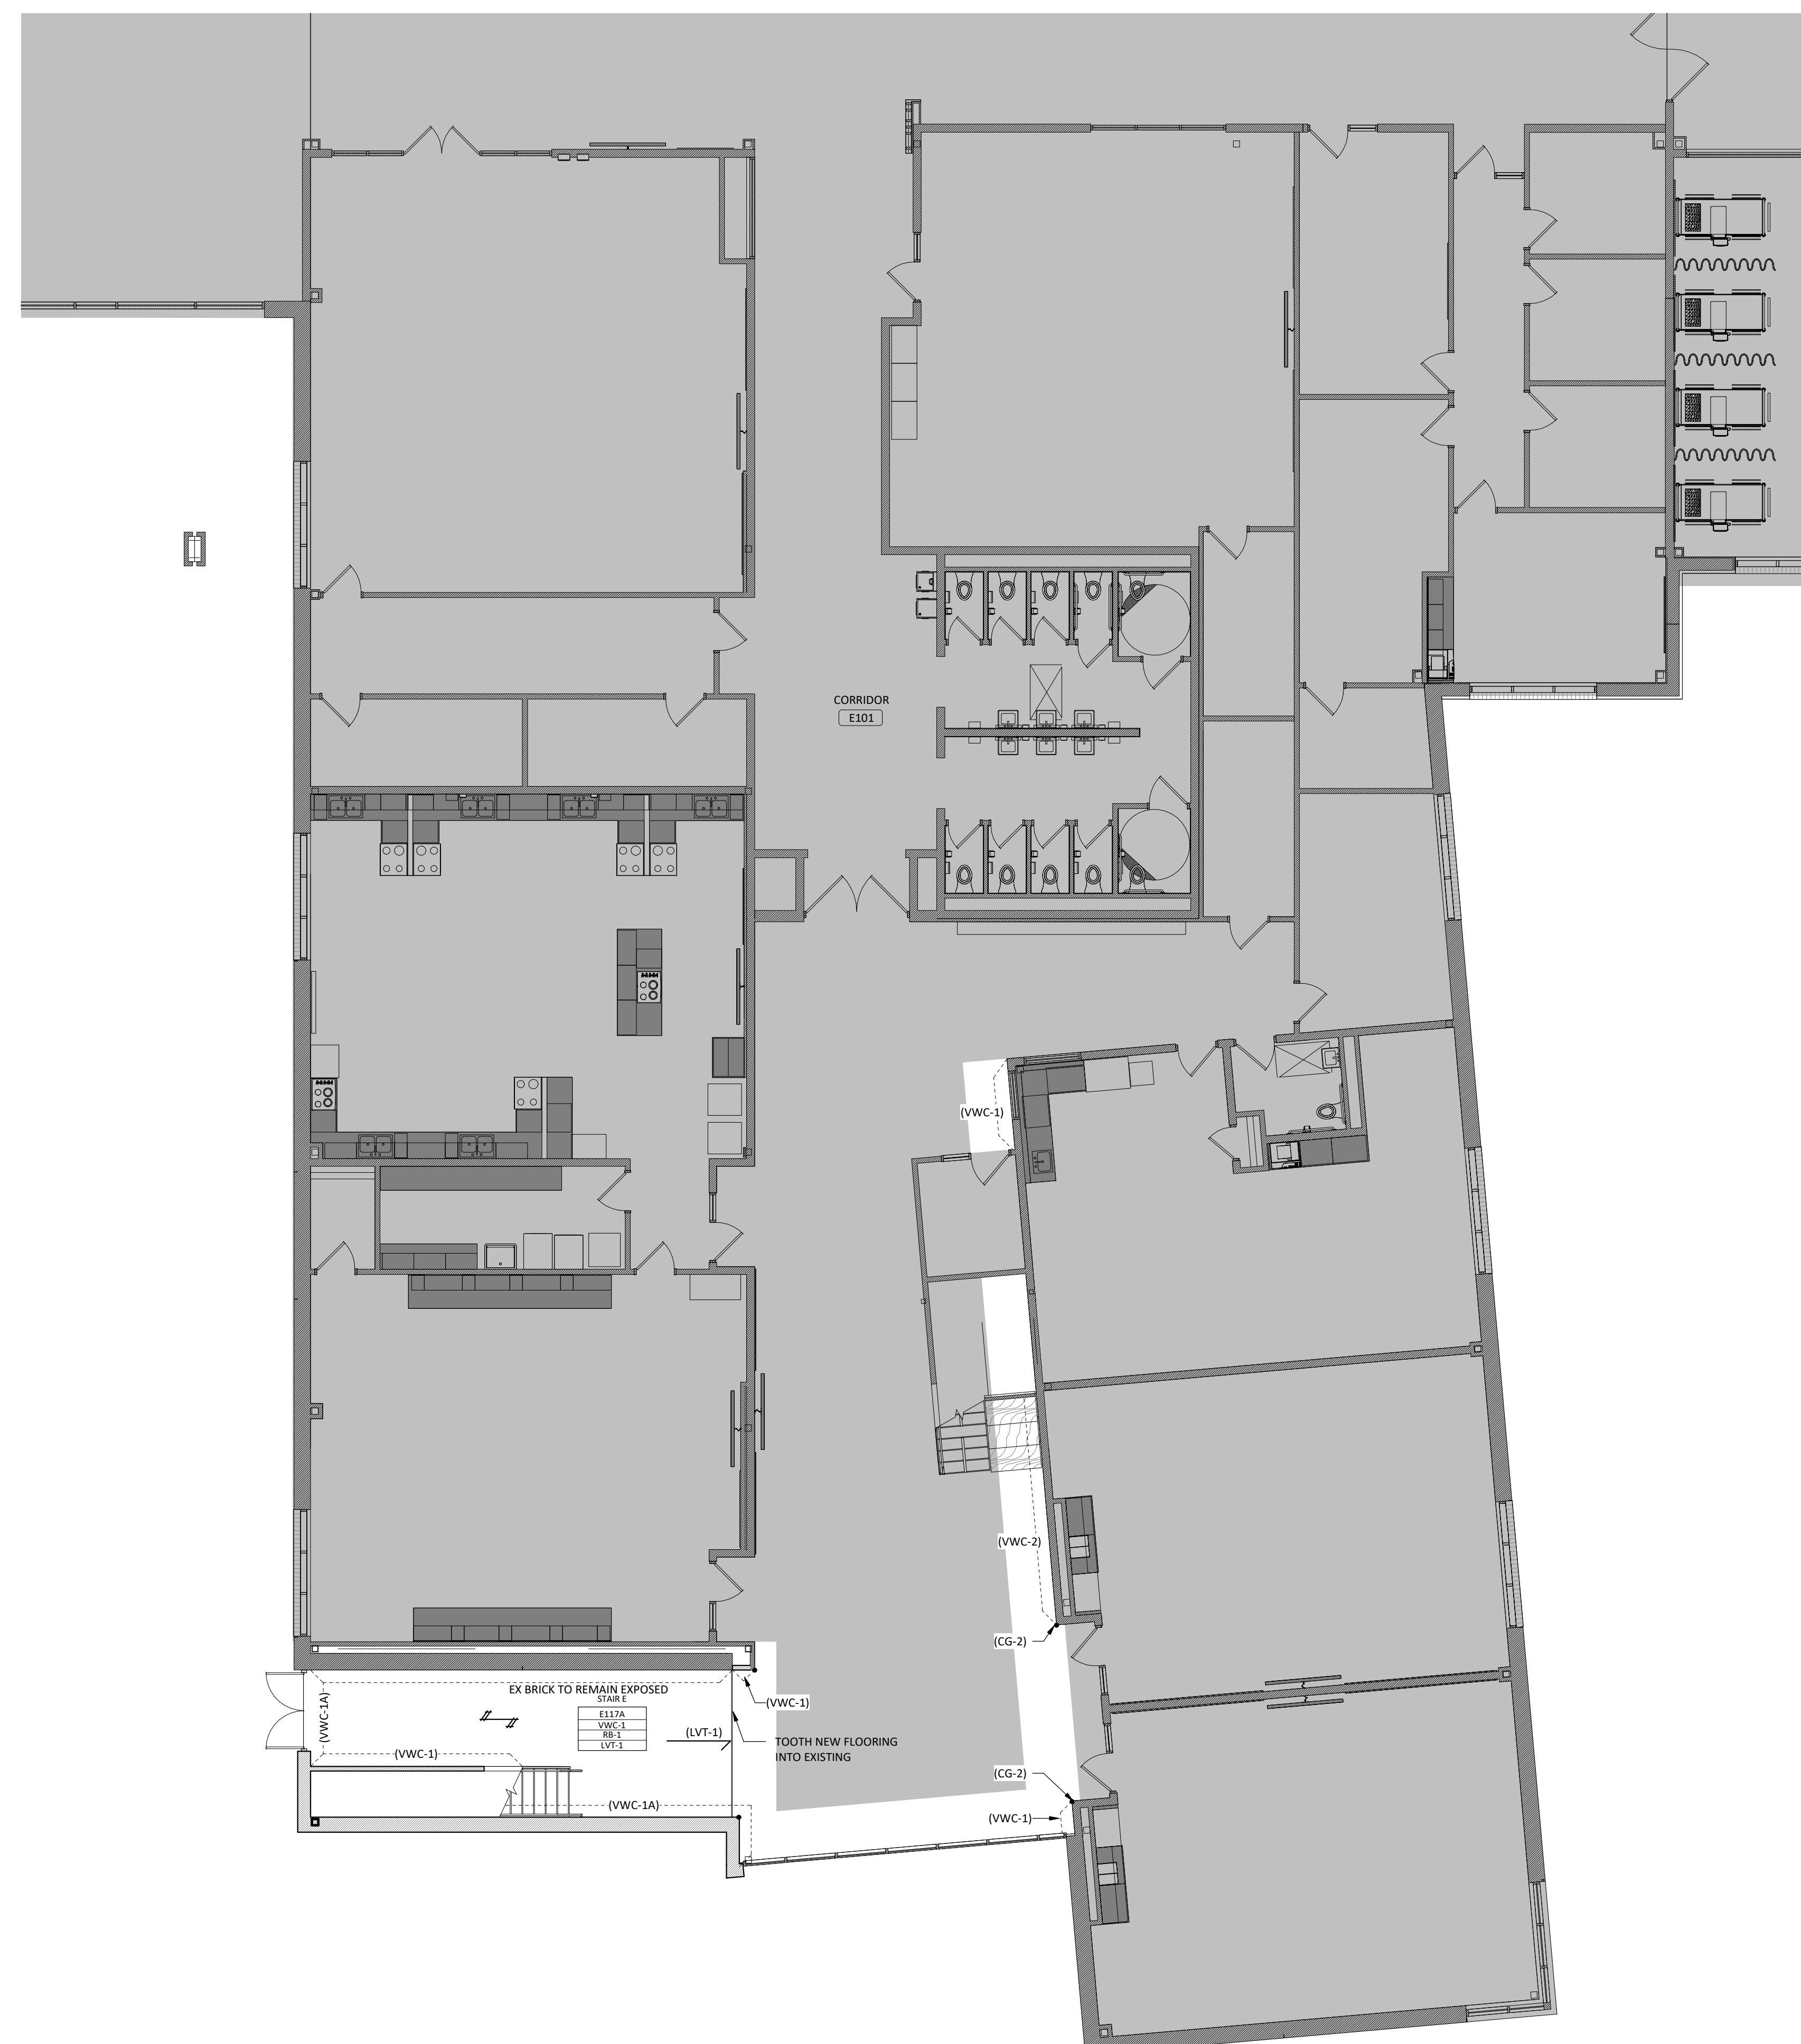 CORRIDOR
E101
(VWC-1)
(VWC-2)
(CG-2)
EX BRICK TO REMAIN EXPOSED
STAIR E
E117A
VWC-1
RB-1
LVT-1
(VWC-1A)
(VWC-1)
(LVT-1)
(VWC-1)
TOOTH NEW FLOORING
INTO EXISTING
(VWC-1A)
(CG-2)
(VWC-1)